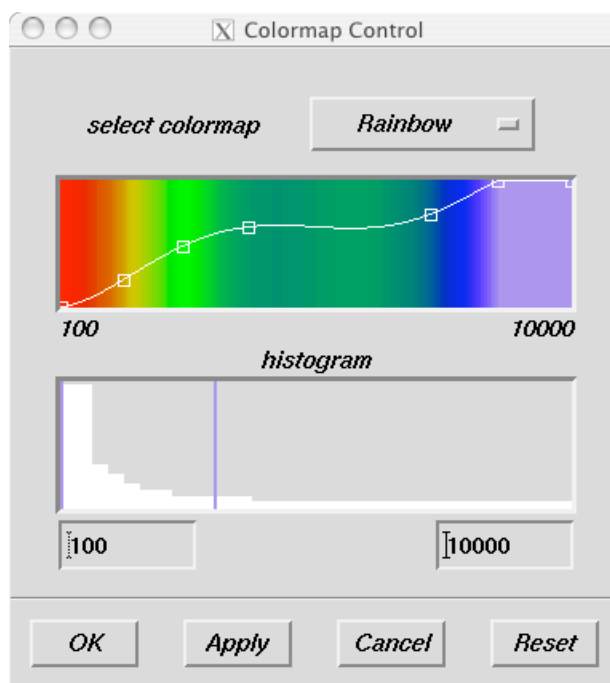 Colormap Control
select colormap Rainbow
100 10000
histogram
100 10000
OK Apply Cancel Reset